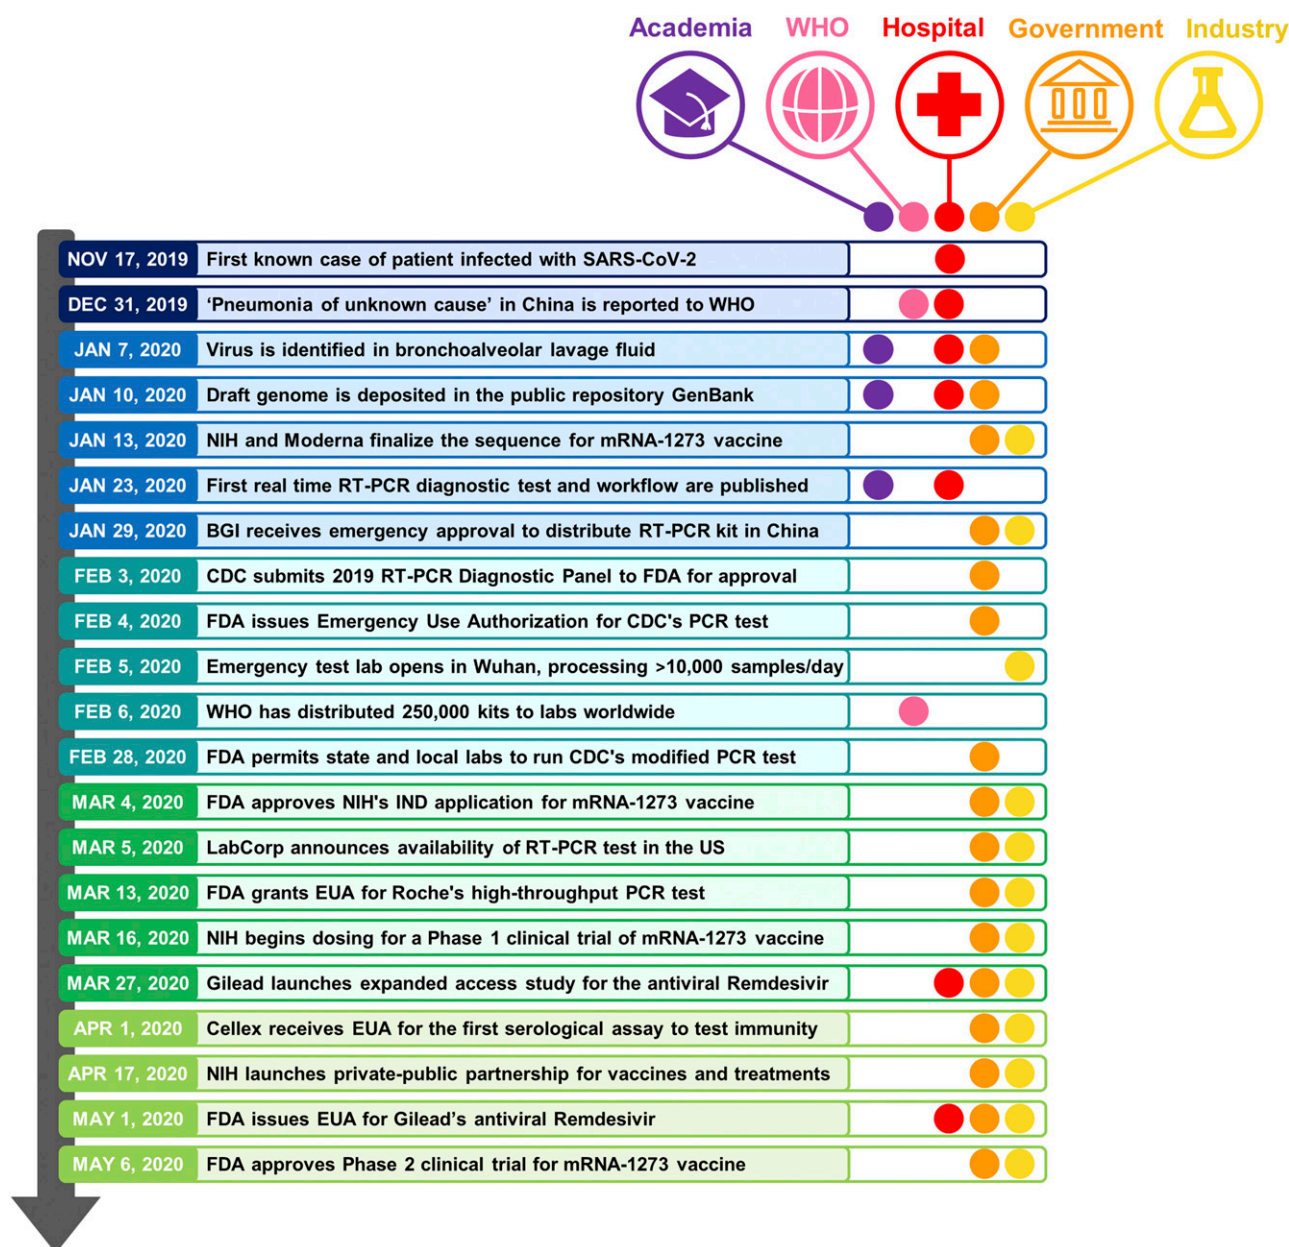 Academia WHO Hospital Government Industry
NOV 17, 2019 First known case of patient infected with SARS-CoV-2
DEC 31, 2019 ‘Pneumonia of unknown cause’ in China is reported to WHO
JAN 7, 2020 Virus is identified in bronchoalveolar lavage fluid
JAN 10, 2020 Draft genome is deposited in the public repository GenBank
JAN 13, 2020 NIH and Moderna finalize the sequence for mRNA-1273 vaccine
JAN 23, 2020 First real time RT-PCR diagnostic test and workflow are published
JAN 29, 2020 BGI receives emergency approval to distribute RT-PCR kit in China
FEB 3, 2020 CDC submits 2019 RT-PCR Diagnostic Panel to FDA for approval
FEB 4, 2020 FDA issues Emergency Use Authorization for CDC's PCR test
FEB 5, 2020 Emergency test lab opens in Wuhan, processing >10,000 samples/day
FEB 6, 2020 WHO has distributed 250,000 kits to labs worldwide
FEB 28, 2020 FDA permits state and local labs to run CDC's modified PCR test
MAR 4, 2020 FDA approves NIH's IND application for mRNA-1273 vaccine
MAR 5, 2020 LabCorp announces availability of RT-PCR test in the US
MAR 13, 2020 FDA grants EUA for Roche's high-throughput PCR test
MAR 16, 2020 NIH begins dosing for a Phase 1 clinical trial of mRNA-1273 vaccine
MAR 27, 2020 Gilead launches expanded access study for the antiviral Remdesivir
APR 1, 2020 Cellex receives EUA for the first serological assay to test immunity
APR 17, 2020 NIH launches private-public partnership for vaccines and treatments
MAY 1, 2020 FDA issues EUA for Gilead’s antiviral Remdesivir
MAY 6, 2020 FDA approves Phase 2 clinical trial for mRNA-1273 vaccine